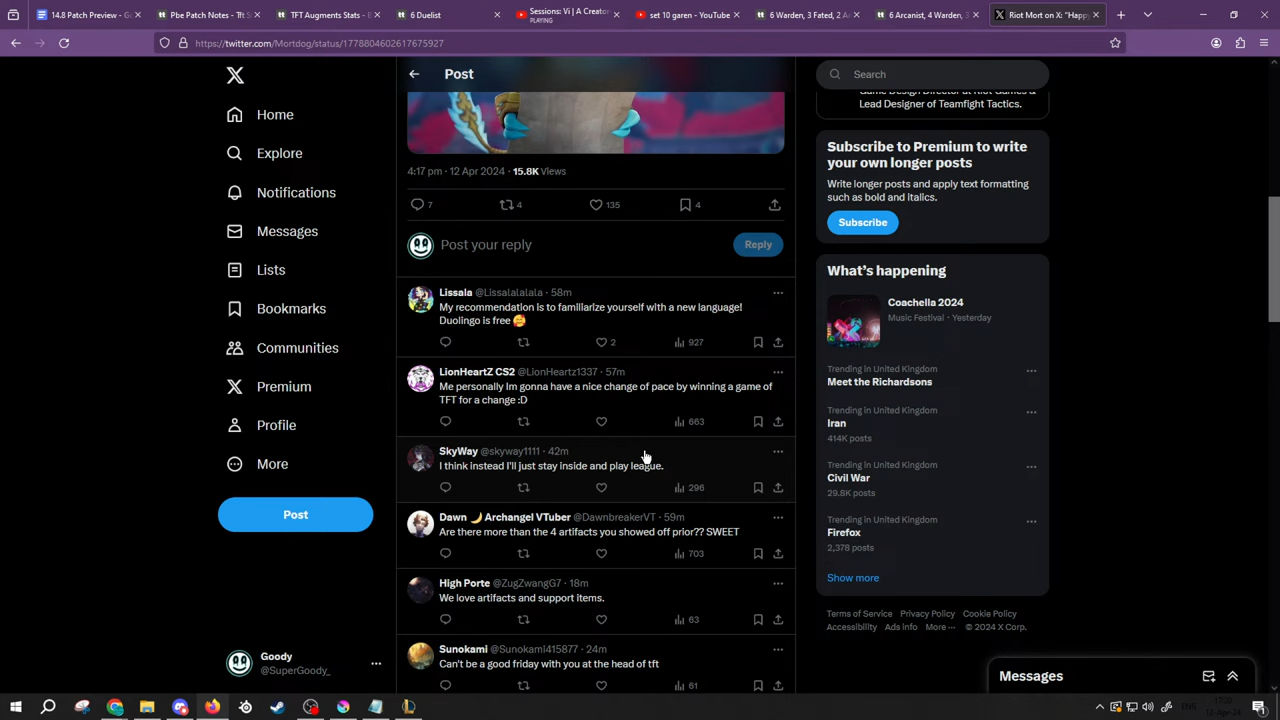 14.8 Patch Preview - G
Pbe Patch Notes - Tft St
TFT Augments Stats - B
6 Duelist
Sessions: Vi | A Creator
PLAYING
set 10 garen - YouTube
6 Warden, 3 Fated, 2 Ar
6 Arcanist, 4 Warden, 3
Riot Mort on X: "Happ
https://twitter.com/Mortdog/status/1778804602617675927
Home
Explore
Notifications
Messages
Lists
Bookmarks
Communities
Premium
Profile
More
Post
Goody
@SuperGoody_
Post
4:17 pm · 12 Apr 2024 · 15.8K Views
7
4
135
4
Post your reply
Reply
Lissala @Lissalalalala · 58m
My recommendation is to familiarize yourself with a new language!
Duolingo is free 🥰
2
927
LionHeartZ CS2 @LionHeartz1337 · 57m
Me personally Im gonna have a nice change of pace by winning a game of
TFT for a change :D
663
SkyWay @skyway1111 · 42m
I think instead I'll just stay inside and play league.
296
Dawn 🌙 Archangel VTuber @DawnbreakerVT · 59m
Are there more than the 4 artifacts you showed off prior?? SWEET
703
High Porte @ZugZwangG7 · 18m
We love artifacts and support items.
63
Sunokami @Sunokaml415877 · 24m
Can't be a good friday with you at the head of tft
61
Search
Game Design Director at Riot Games &
Lead Designer of Teamfight Tactics.
Subscribe to Premium to write
your own longer posts
Write longer posts and apply text formatting
such as bold and italics.
Subscribe
What's happening
Coachella 2024
Music Festival · Yesterday
Trending in United Kingdom
Meet the Richardsons
Trending in United Kingdom
Iran
414K posts
Trending in United Kingdom
Civil War
29.8K posts
Trending in United Kingdom
Firefox
2,378 posts
Show more
Terms of Service Privacy Policy Cookie Policy
Accessibility Ads info More ··· © 2024 X Corp.
Messages
ENG
12-Apr-24